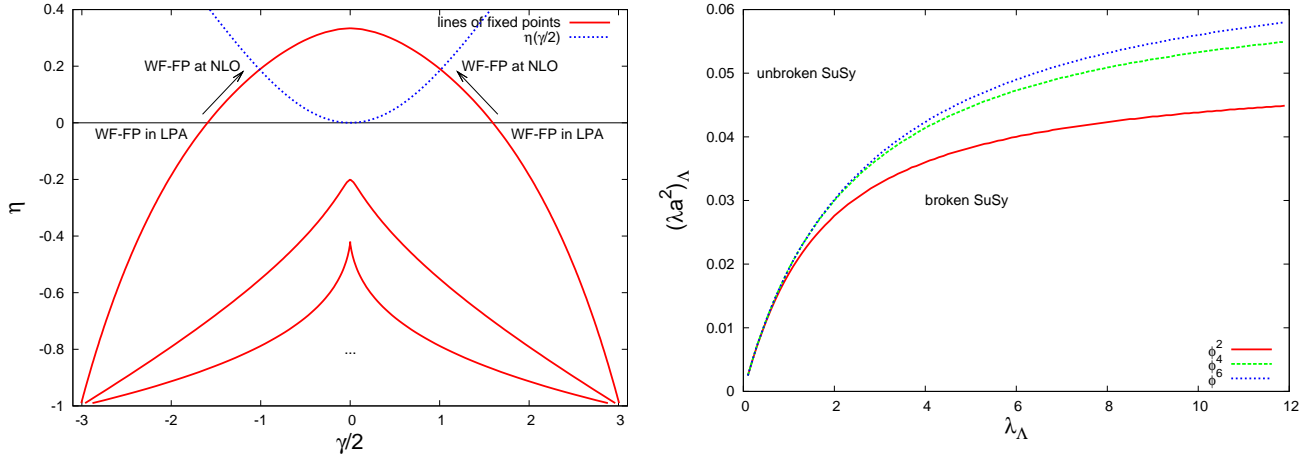 0.4
0.2
0
-0.2
-0.4
-0.6
-0.8
-1
η
-3
-2
-1
0
1
2
3
γ/2
lines of fixed points
η(γ/2)
WF-FP at NLO
WF-FP at NLO
WF-FP in LPA
WF-FP in LPA
...
0.06
0.05
0.04
0.03
0.02
0.01
0
(λa²)_Λ
0
2
4
6
8
10
12
λ_Λ
unbroken SuSy
broken SuSy
ϕ²
ϕ⁴
ϕ⁶